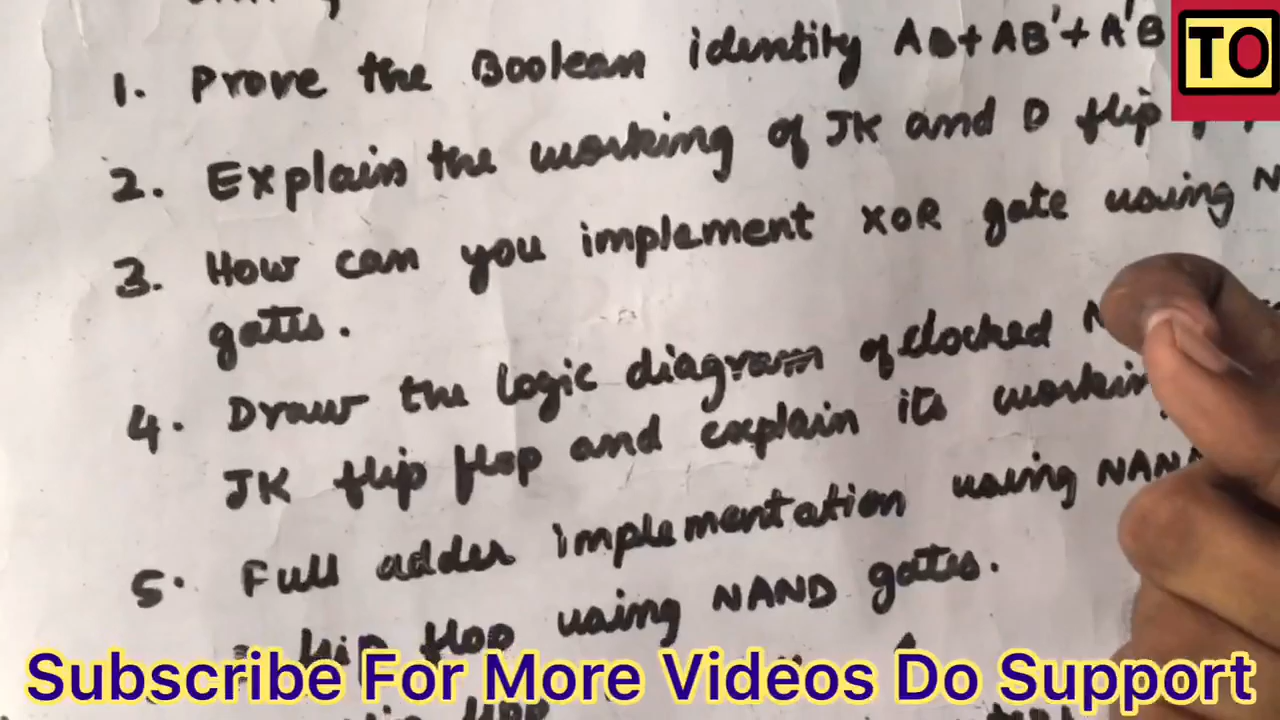 1. Prove the Boolean identity AB+AB'+A'B
TO
2. Explain the working of JK and D flip
3. How can you implement XOR gate using N
gates.
4. Draw the logic diagram of clocked
JK flip flop and explain its working
5. Full adder implementation using NAND
flip flop using NAND gates.
Subscribe For More Videos Do Support